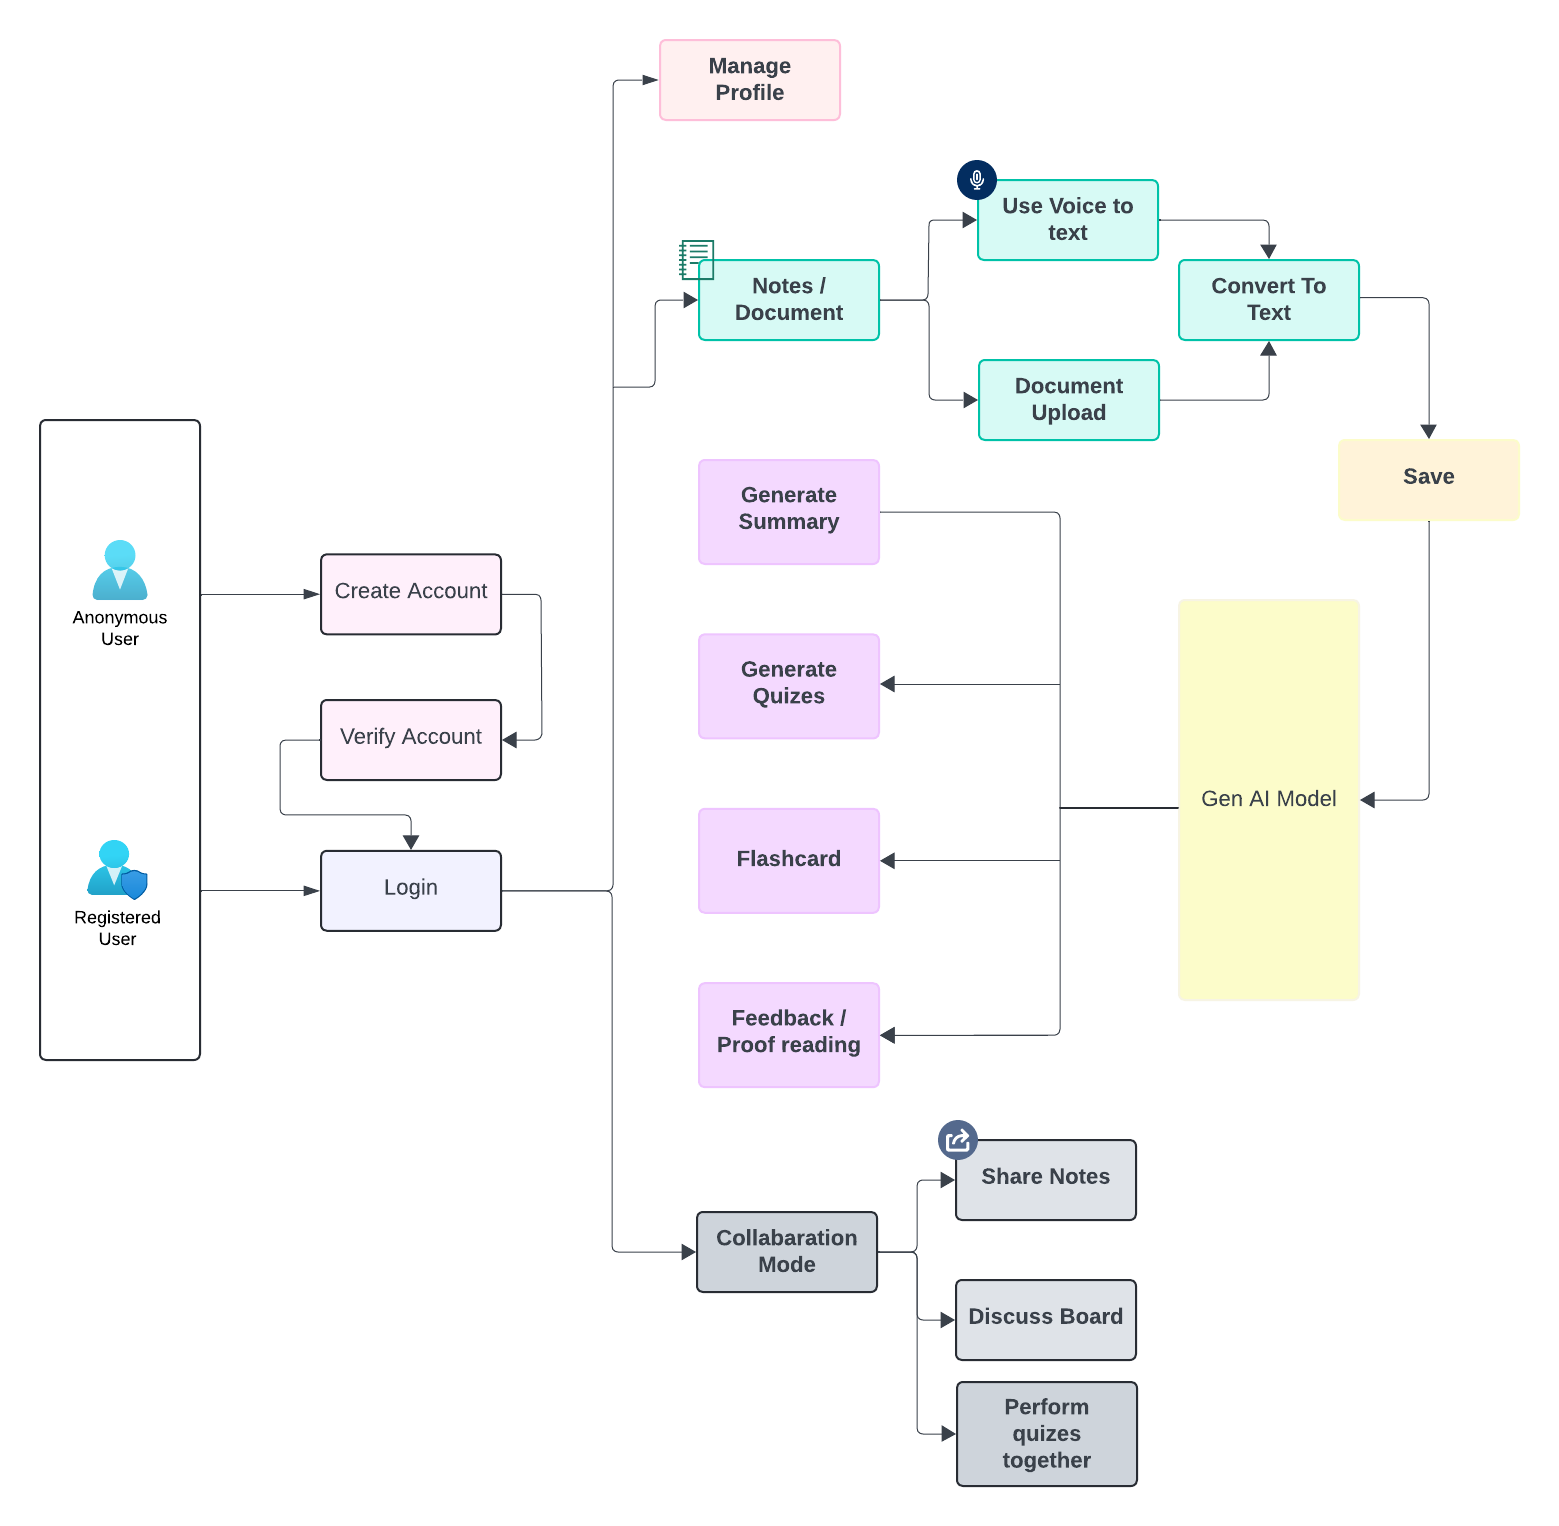 Manage
Profile
Use Voice to
text
Notes /
Document
Convert To
Text
Document
Upload
Save
Generate
Summary
Anonymous
User
Create Account
Generate
Quizes
Verify Account
Gen AI Model
Flashcard
Login
Registered
User
Feedback /
Proof reading
Share Notes
Collabaration
Mode
Discuss Board
Perform
quizes
together